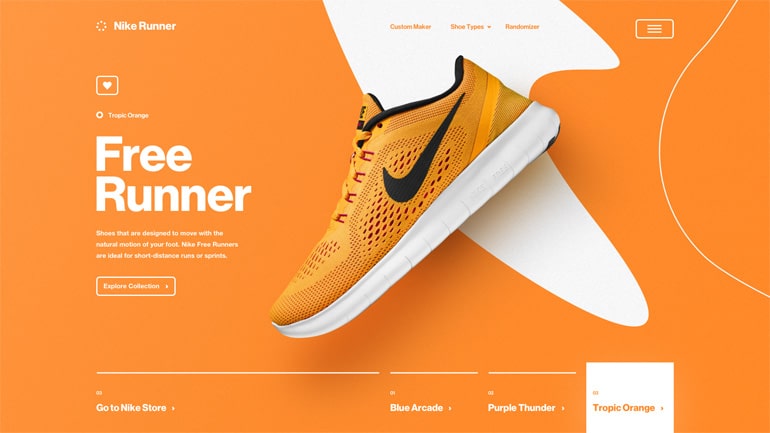 Nike Runner
Custom Maker
Shoe Types
Randomizer
Tropic Orange
Free
Runner
Shoes that are designed to move with the
natural motion of your foot. Nike Free Runners
are ideal for short-distance runs or sprints.
Explore Collection
Go to Nike Store
01
Blue Arcade
02
Purple Thunder
03
Tropic Orange